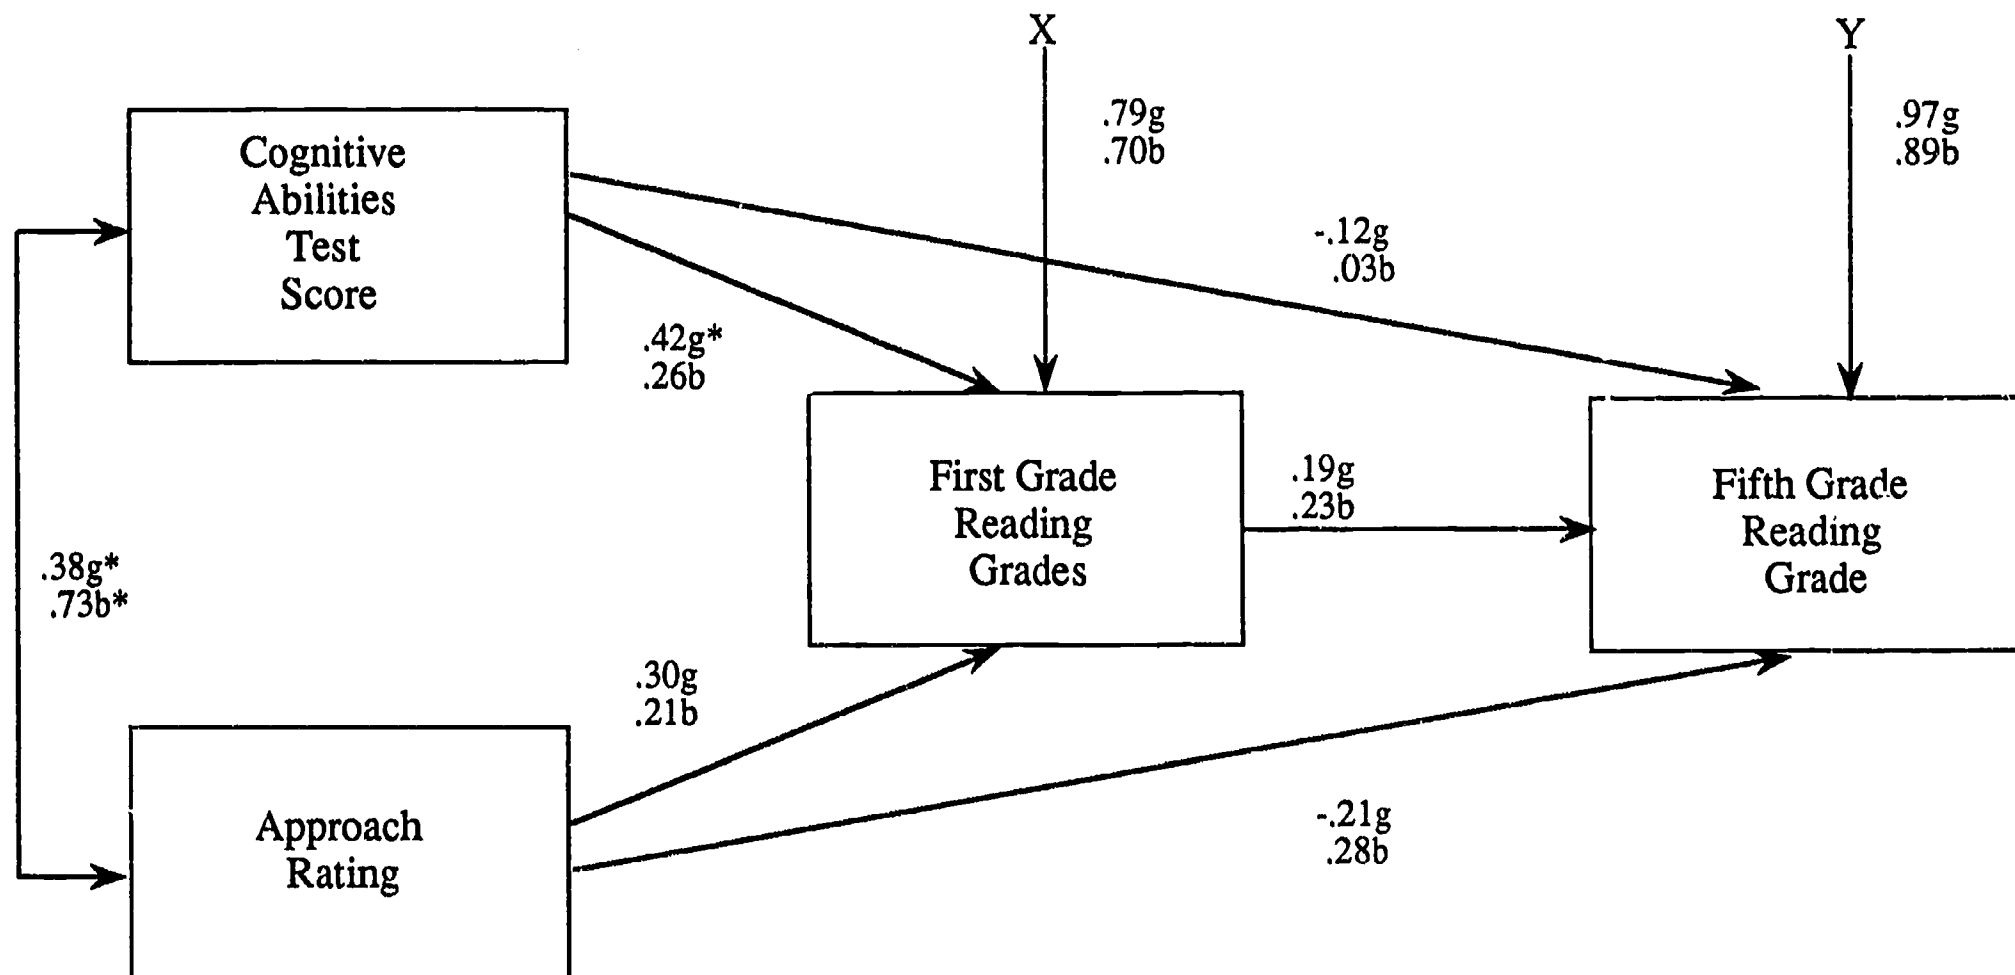 X
Y
.79g
.70b
.97g
.89b
Cognitive
Abilities
Test
Score
-.12g
.03b
.42g*
.26b
First Grade
Reading
Grades
.19g
.23b
Fifth Grade
Reading
Grade
.38g*
.73b*
.30g
.21b
Approach
Rating
-.21g
.28b